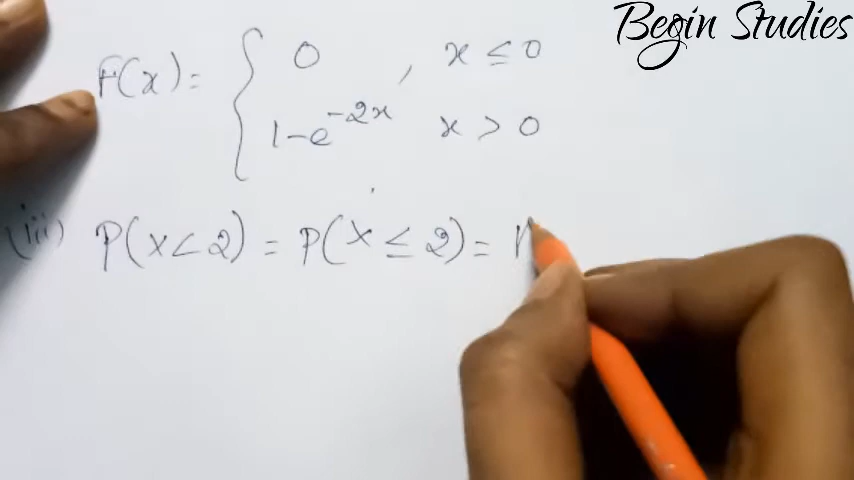 Begin Studies
F(x) = { 0 , x ≤ 0
1-e^{-2x} x > 0
(iii) P(X<2) = P(X ≤ 2) =